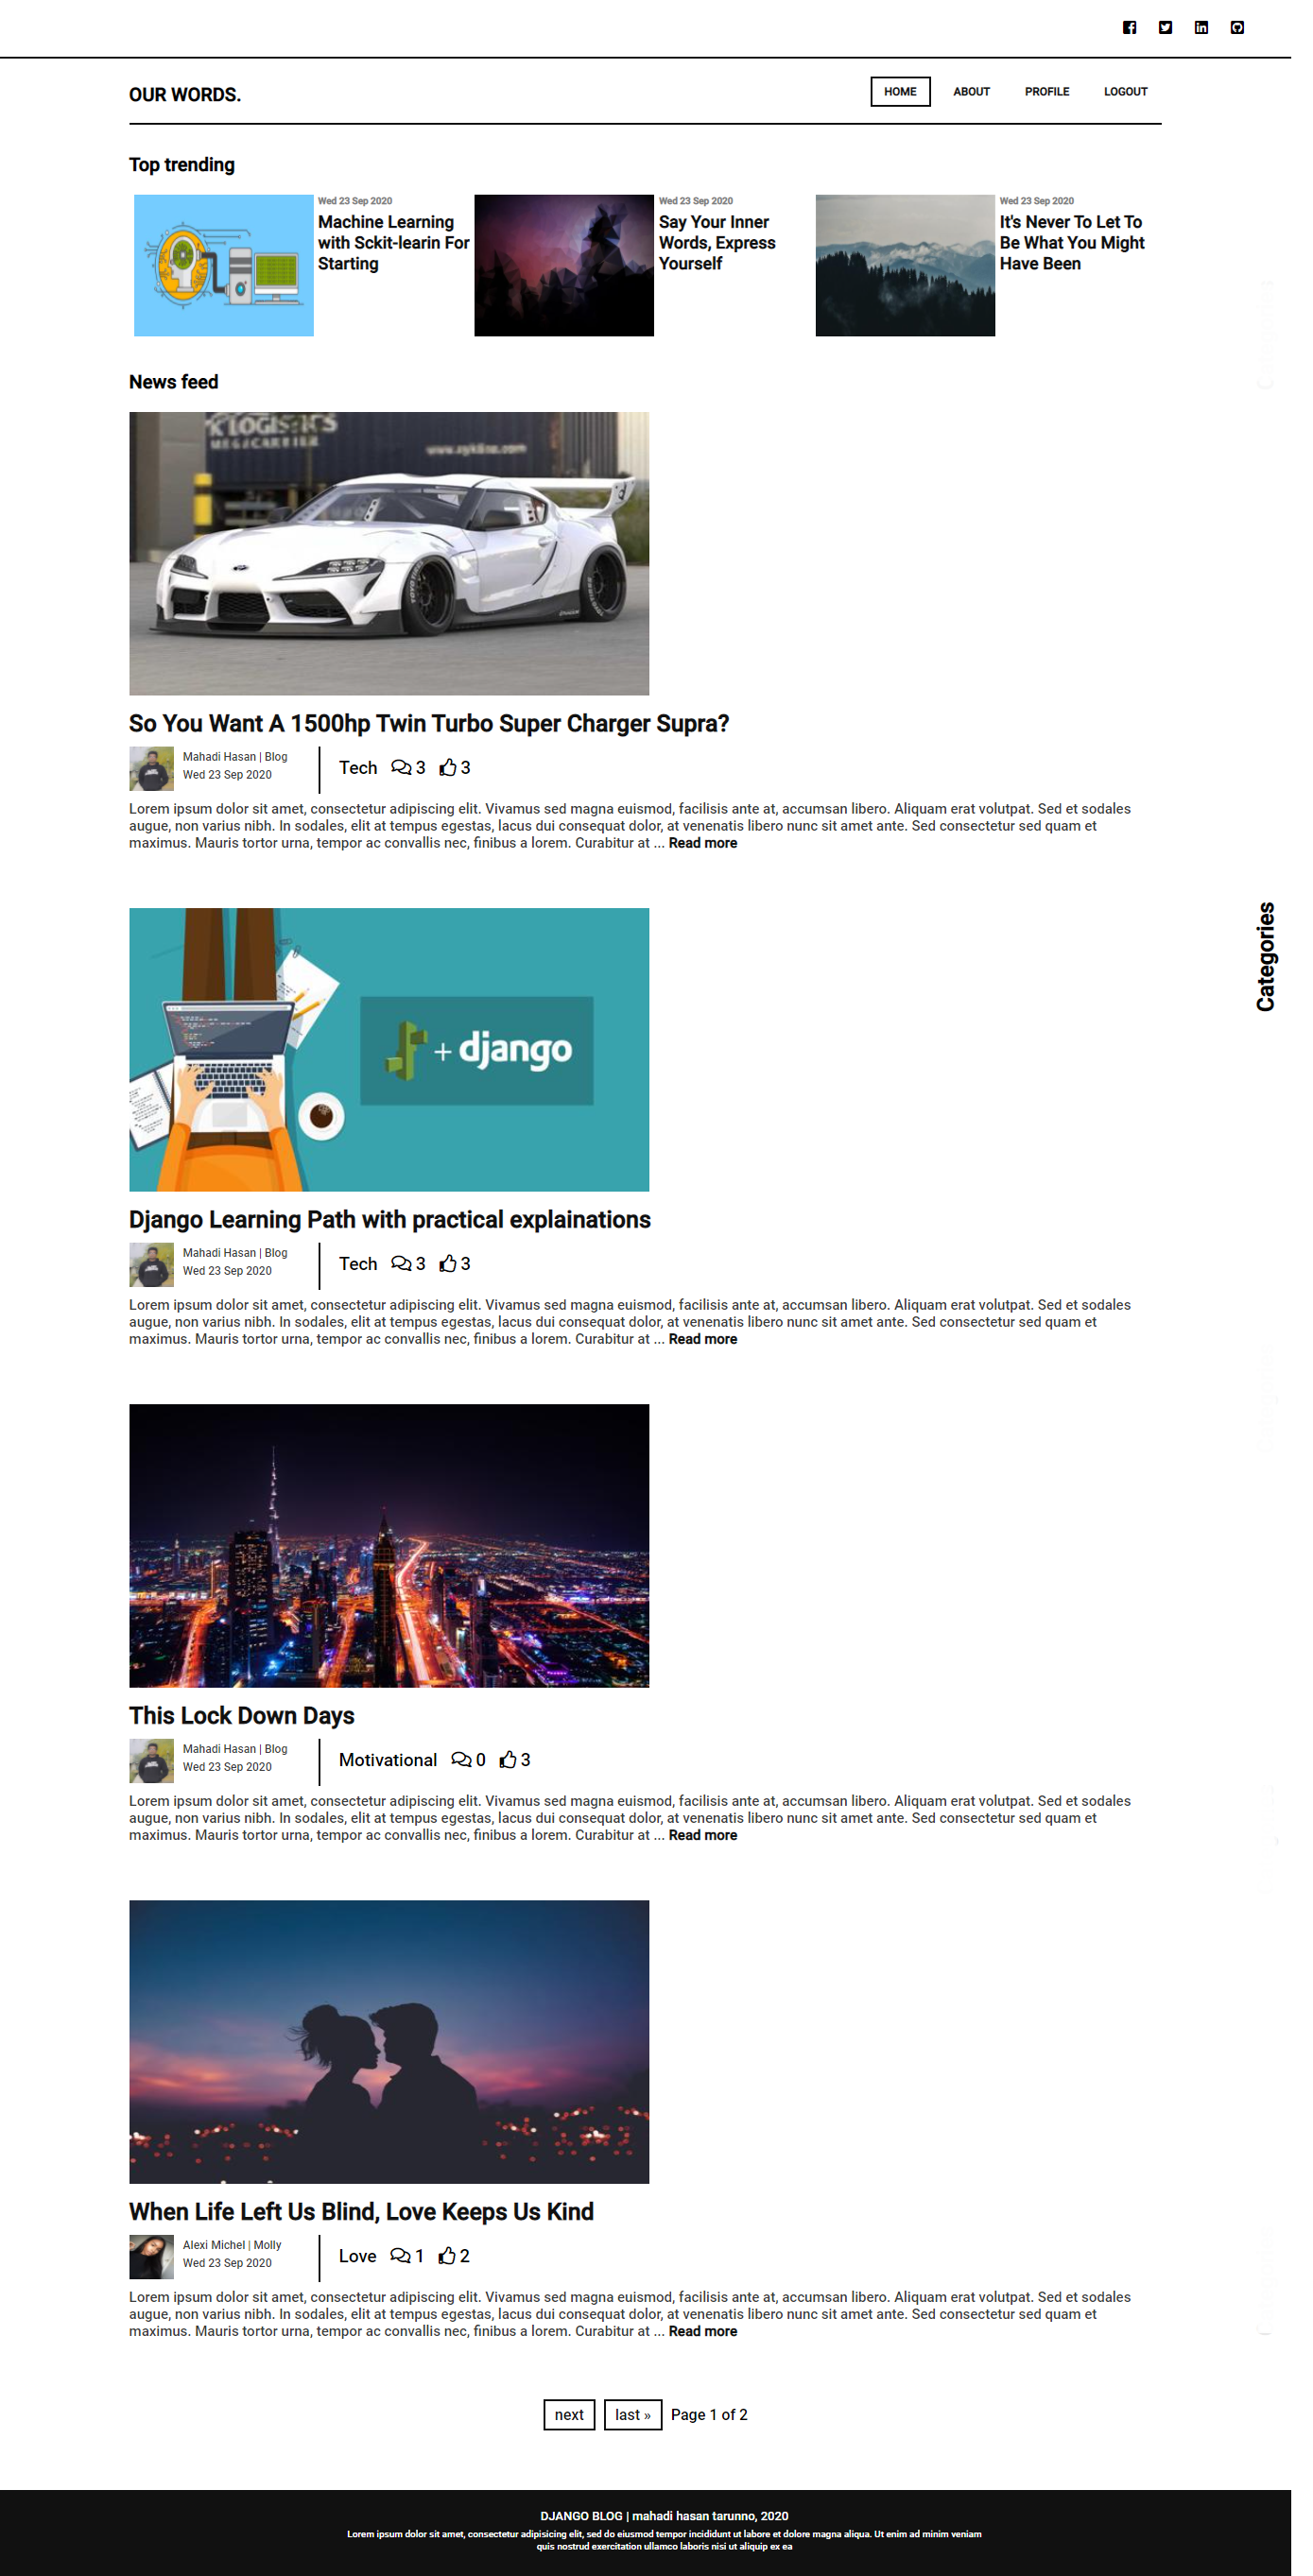 OUR WORDS.
HOME ABOUT PROFILE LOGOUT
Top trending
Wed 23 Sep 2020
Machine Learning
with Sckit-learin For
Starting
Wed 23 Sep 2020
Say Your Inner
Words, Express
Yourself
Wed 23 Sep 2020
It's Never To Let To
Be What You Might
Have Been
News feed
K LOGISTICS
MEGACARRIER
So You Want A 1500hp Twin Turbo Super Charger Supra?
Mahadi Hasan | Blog
Wed 23 Sep 2020
Tech 3 3
Lorem ipsum dolor sit amet, consectetur adipiscing elit. Vivamus sed magna euismod, facilisis ante at, accumsan libero. Aliquam erat volutpat. Sed et sodales
augue, non varius nibh. In sodales, elit at tempus egestas, lacus dui consequat dolor, at venenatis libero nunc sit amet ante. Sed consectetur sed quam et
maximus. Mauris tortor urna, tempor ac convallis nec, finibus a lorem. Curabitur at ... Read more
Categories
+ django
Django Learning Path with practical explainations
Mahadi Hasan | Blog
Wed 23 Sep 2020
Tech 3 3
Lorem ipsum dolor sit amet, consectetur adipiscing elit. Vivamus sed magna euismod, facilisis ante at, accumsan libero. Aliquam erat volutpat. Sed et sodales
augue, non varius nibh. In sodales, elit at tempus egestas, lacus dui consequat dolor, at venenatis libero nunc sit amet ante. Sed consectetur sed quam et
maximus. Mauris tortor urna, tempor ac convallis nec, finibus a lorem. Curabitur at ... Read more
This Lock Down Days
Mahadi Hasan | Blog
Wed 23 Sep 2020
Motivational 0 3
Lorem ipsum dolor sit amet, consectetur adipiscing elit. Vivamus sed magna euismod, facilisis ante at, accumsan libero. Aliquam erat volutpat. Sed et sodales
augue, non varius nibh. In sodales, elit at tempus egestas, lacus dui consequat dolor, at venenatis libero nunc sit amet ante. Sed consectetur sed quam et
maximus. Mauris tortor urna, tempor ac convallis nec, finibus a lorem. Curabitur at ... Read more
When Life Left Us Blind, Love Keeps Us Kind
Alexi Michel | Molly
Wed 23 Sep 2020
Love 1 2
Lorem ipsum dolor sit amet, consectetur adipiscing elit. Vivamus sed magna euismod, facilisis ante at, accumsan libero. Aliquam erat volutpat. Sed et sodales
augue, non varius nibh. In sodales, elit at tempus egestas, lacus dui consequat dolor, at venenatis libero nunc sit amet ante. Sed consectetur sed quam et
maximus. Mauris tortor urna, tempor ac convallis nec, finibus a lorem. Curabitur at ... Read more
next last » Page 1 of 2
DJANGO BLOG | mahadi hasan tarunno, 2020
Lorem ipsum dolor sit amet, consectetur adipisicing elit, sed do eiusmod tempor incididunt ut labore et dolore magna aliqua. Ut enim ad minim veniam
quis nostrud exercitation ullamco laboris nisi ut aliquip ex ea